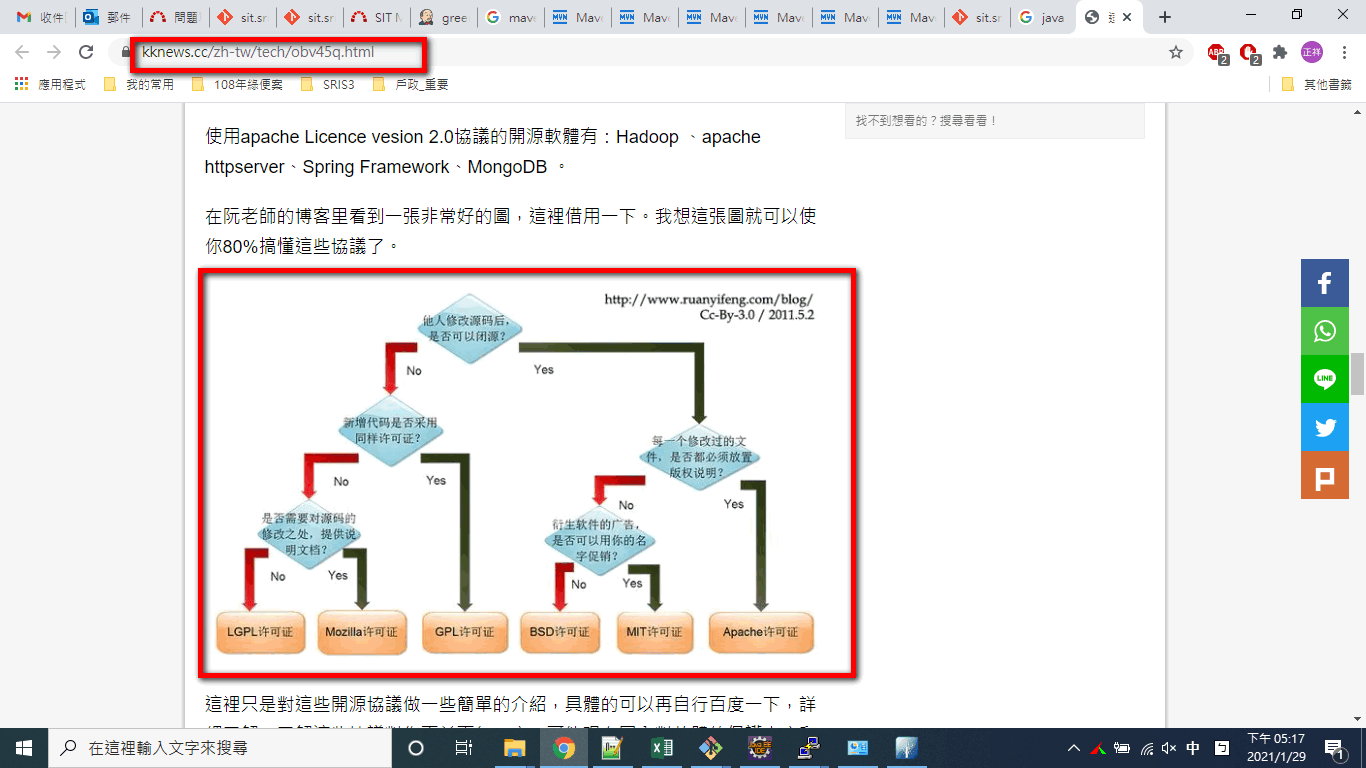 收件
郵件
問題
sit.sr
sit.sr
SIT M
gree
mave
Mave
Mave
Mave
Mave
Mave
Mave
sit.sr
java
kknews.cc/zh-tw/tech/obv45q.html
ABP
2
2
正祥
應用程式
我的常用
108年綠便案
SRIS3
戶政_重要
其他書籤
使用apache Licence vesion 2.0協議的開源軟體有：Hadoop 、apache
httpserver、Spring Framework、MongoDB 。
找不到想看的？搜尋看看！
在阮老師的博客里看到一張非常好的圖，這裡借用一下。我想這張圖就可以使
你80%搞懂這些協議了。
http://www.ruanyifeng.com/blog/
Cc-By-3.0 / 2011.5.2
他人修改源码后，
是否可以闭源?
No
Yes
新增代码是否采用
同样许可证?
每一个修改过的文
件，是否都必须放置
版权说明?
No
Yes
No
Yes
是否需要对源码的
修改之处，提供说
明文档?
衍生软件的广告，
是否可以用你的名
字促销?
No
Yes
No
Yes
LGPL许可证
Mozilla许可证
GPL许可证
BSD许可证
MIT许可证
Apache许可证
LINE
這裡只是對這些開源協議做一些簡單的介紹，具體的可以再自行百度一下，詳
在這裡輸入文字來搜尋
中
下午 05:17
2021/1/29
1